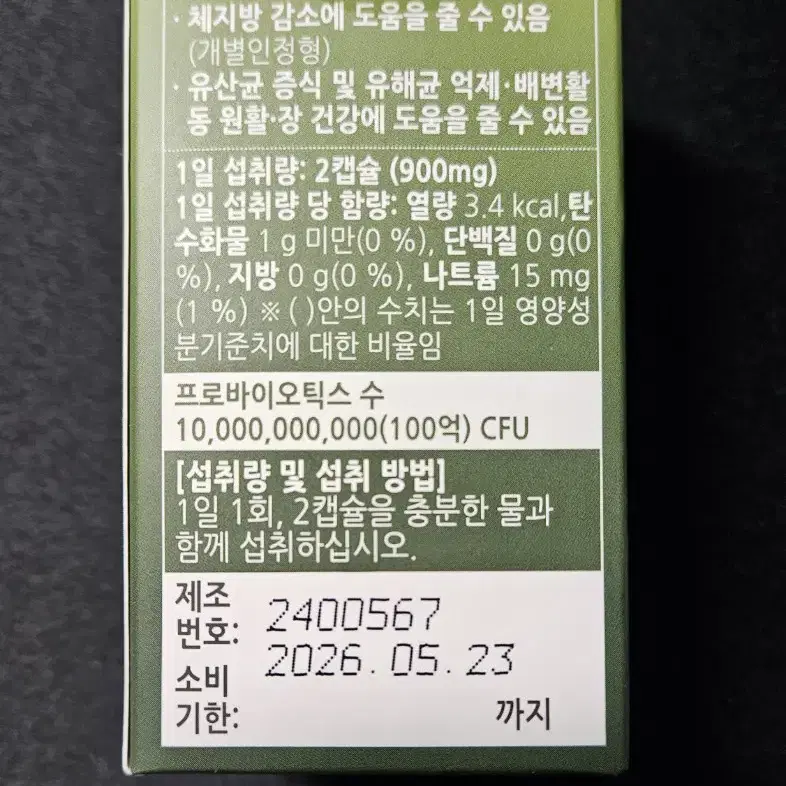 · 체지방 감소에 도움을 줄 수 있음
(개별인정형)
· 유산균 증식 및 유해균 억제·배변활
동 원활·장 건강에 도움을 줄 수 있음
1일 섭취량: 2캡슐 (900mg)
1일 섭취량 당 함량: 열량 3.4 kcal,탄
수화물 1 g 미만(0 %), 단백질 0 g(0
%), 지방 0 g(0 %), 나트륨 15 mg
(1 %) ※ ( )안의 수치는 1일 영양성
분기준치에 대한 비율임
프로바이오틱스 수
10,000,000,000(100억) CFU
[섭취량 및 섭취 방법]
1일 1회, 2캡슐을 충분한 물과
함께 섭취하십시오.
제조
번호: 2400567
2026.05.23
소비
기한: 까지